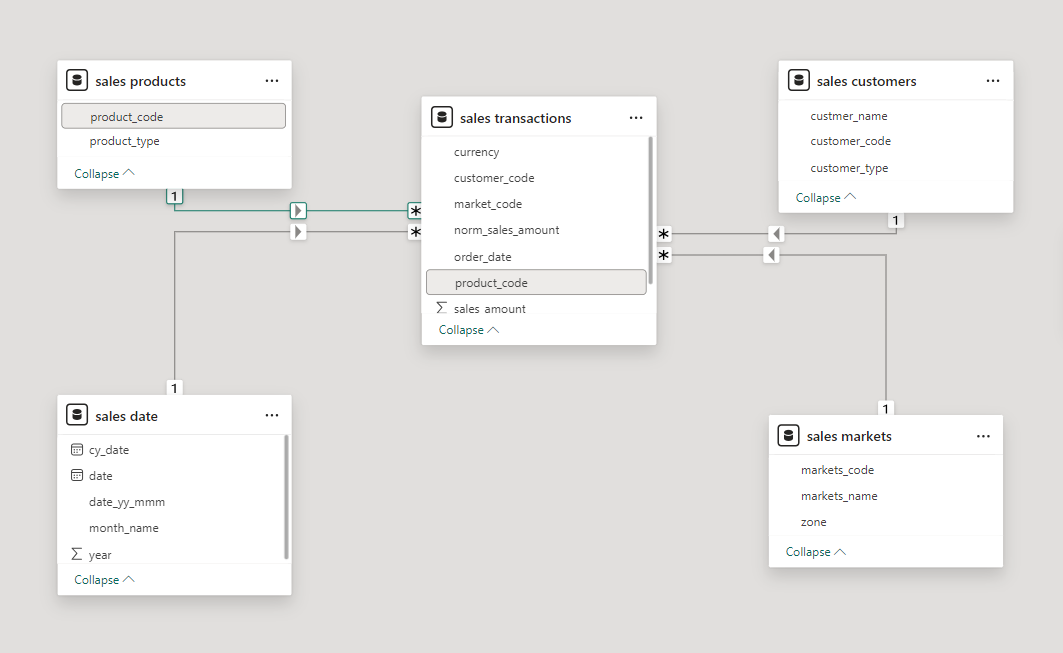 sales products
product_code
product_type
Collapse
1
*
*
sales transactions
currency
customer_code
market_code
norm_sales_amount
order_date
product_code
Σ sales amount
Collapse
sales customers
custmer_name
customer_code
customer_type
Collapse
1
*
*
1
sales date
cy_date
date
date_yy_mmm
month_name
Σ year
Collapse
1
sales markets
markets_code
markets_name
zone
Collapse